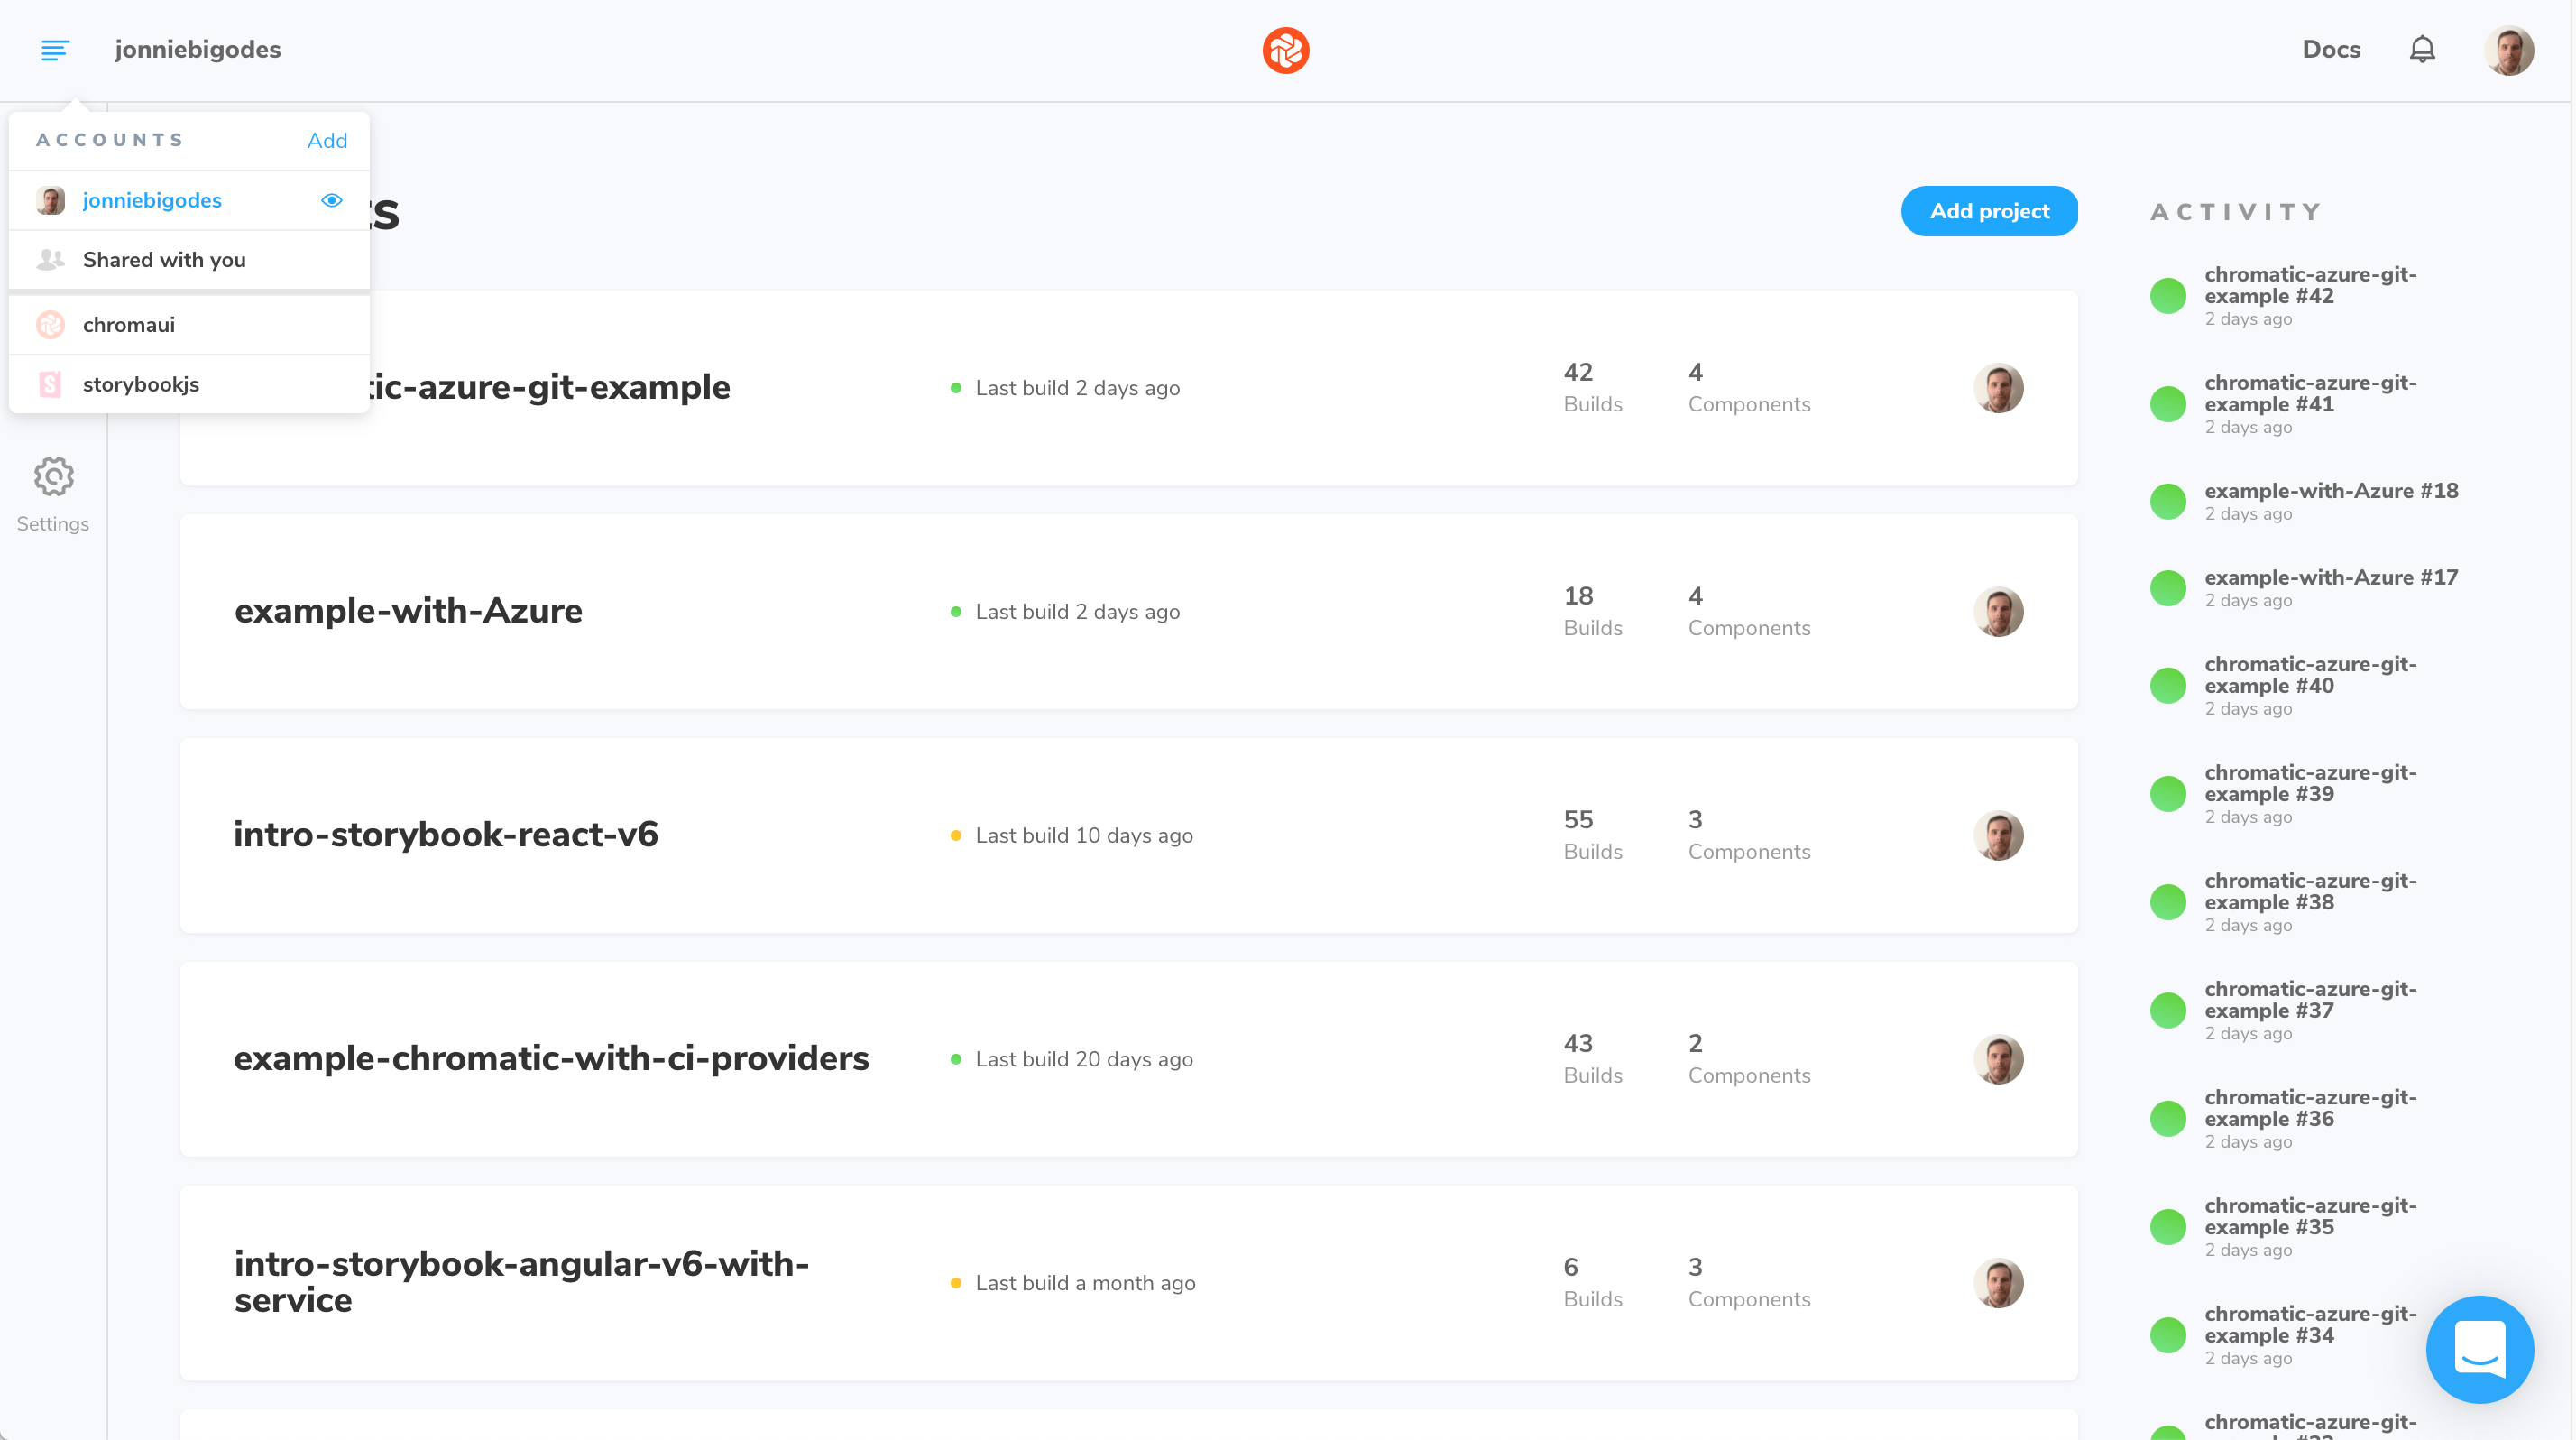 jonniebigodes
Docs
ACCOUNTS
Add
jonniebigodes
Shared with you
chromaui
storybookjs
Settings
ts
Add project
tic-azure-git-example
Last build 2 days ago
42
Builds
4
Components
example-with-Azure
Last build 2 days ago
18
Builds
4
Components
intro-storybook-react-v6
Last build 10 days ago
55
Builds
3
Components
example-chromatic-with-ci-providers
Last build 20 days ago
43
Builds
2
Components
intro-storybook-angular-v6-with-
service
Last build a month ago
6
Builds
3
Components
ACTIVITY
chromatic-azure-git-
example #42
2 days ago
chromatic-azure-git-
example #41
2 days ago
example-with-Azure #18
2 days ago
example-with-Azure #17
2 days ago
chromatic-azure-git-
example #40
2 days ago
chromatic-azure-git-
example #39
2 days ago
chromatic-azure-git-
example #38
2 days ago
chromatic-azure-git-
example #37
2 days ago
chromatic-azure-git-
example #36
2 days ago
chromatic-azure-git-
example #35
2 days ago
chromatic-azure-git-
example #34
2 days ago
chromatic-azure-git-